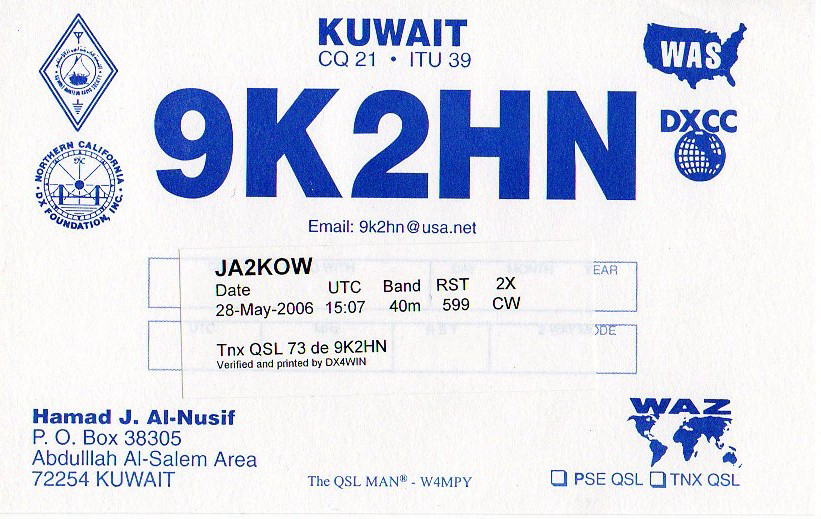 KUWAIT
CQ 21 • ITU 39
WAS
9K2HN
DXCC
NORTHERN CALIFORNIA
DX FOUNDATION, INC.
Email: 9k2hn@usa.net
EAR
JA2KOW
Date UTC Band RST 2X
28-May-2006 15:07 40m 599 CW
DE
Tnx QSL 73 de 9K2HN
Verified and printed by DX4WIN
Hamad J. Al-Nusif
P. O. Box 38305
Abdulllah Al-Salem Area
72254 KUWAIT
The QSL MAN® - W4MPY
WAZ
PSE QSL TNX QSL